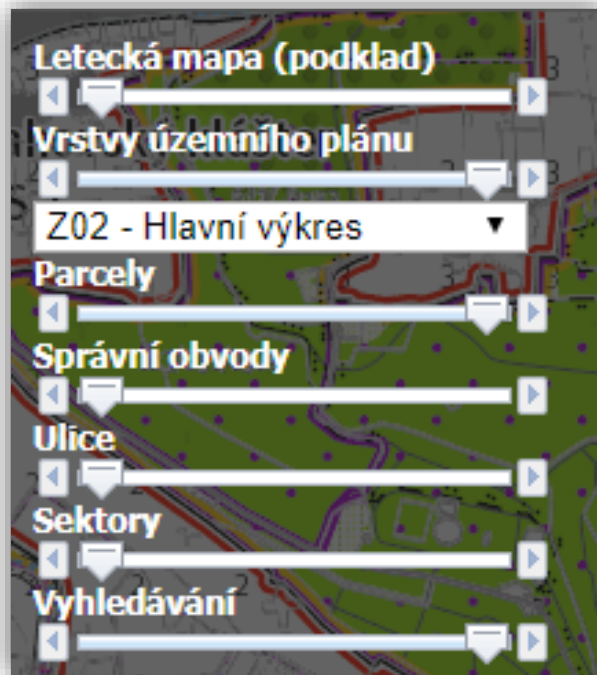 Letecká mapa (podklad)
Vrstvy územního plánu
Z02 - Hlavní výkres
Parcely
Správní obvody
Ulice
Sektory
Vyhledávání